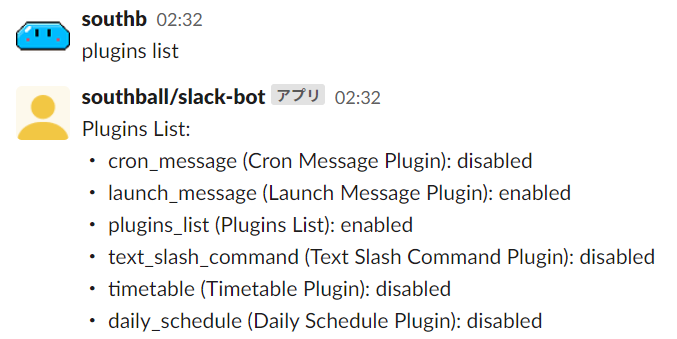 southb 02:32
plugins list
southball/slack-bot アプリ 02:32
Plugins List:
• cron_message (Cron Message Plugin): disabled
• launch_message (Launch Message Plugin): enabled
• plugins_list (Plugins List): enabled
• text_slash_command (Text Slash Command Plugin): disabled
• timetable (Timetable Plugin): disabled
• daily_schedule (Daily Schedule Plugin): disabled